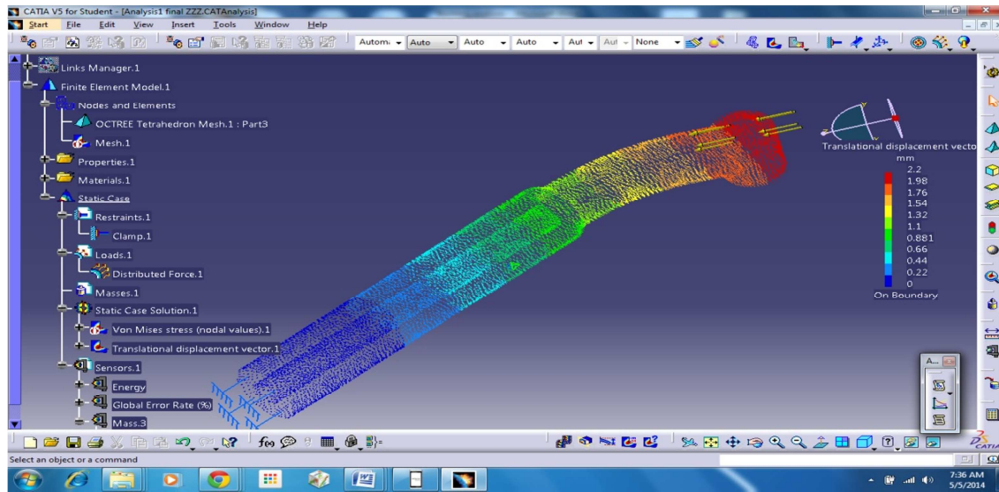 CATIA V5 for Student - [Analysis1 final ZZZ.CATAnalysis]
Start File Edit View Insert Tools Window Help
Autom. Auto Auto Auto Aut Aut None
Links Manager.1
Finite Element Model.1
Nodes and Elements
OCTREE Tetrahedron Mesh.1 : Part3
Mesh.1
Properties.1
Materials.1
Static Case
Restraints.1
Clamp.1
Loads.1
Distributed Force.1
Masses.1
Static Case Solution.1
Von Mises stress (nodal values).1
Translational displacement vector.1
Sensors.1
Energy
Global Error Rate (%)
Mass.3
Translational displacement vecto
mm
2.2
1.98
1.76
1.54
1.32
1.1
0.881
0.66
0.44
0.22
0
On Boundary
A...
f(x)
CATIA
Select an object or a command
7:36 AM
5/5/2014